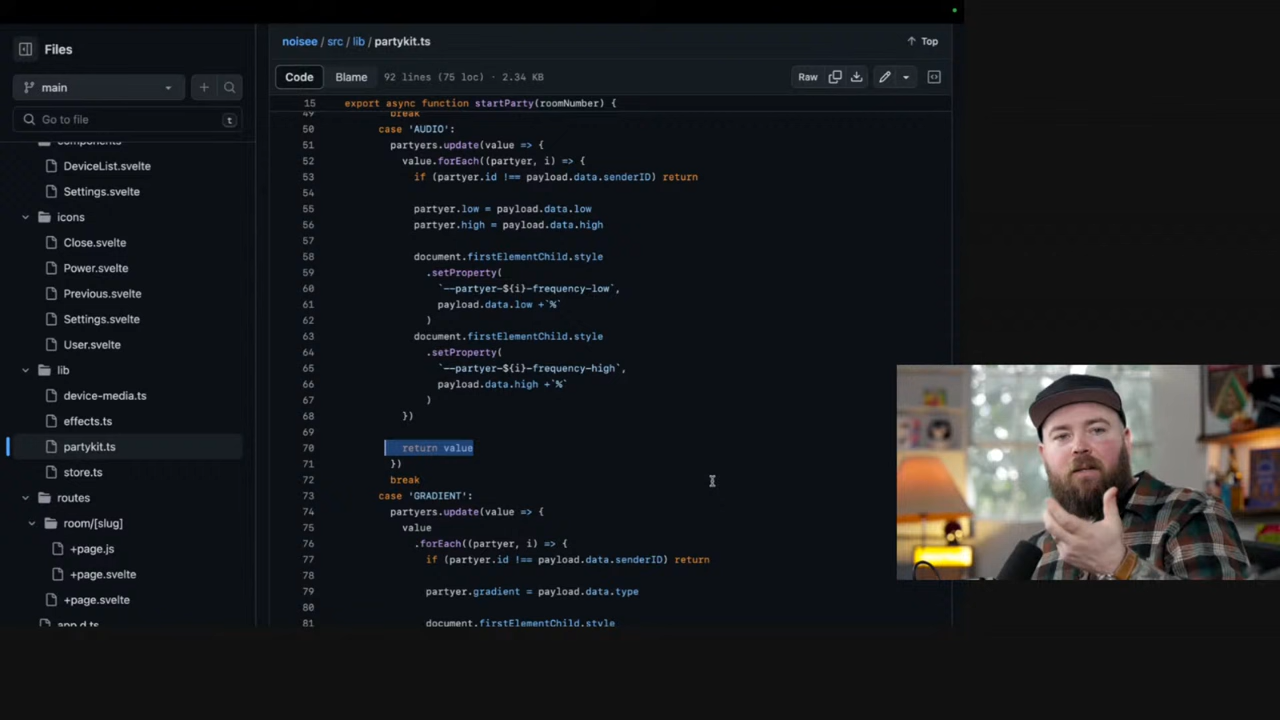 Files
main
Go to file
t
components
DeviceList.svelte
Settings.svelte
icons
Close.svelte
Power.svelte
Previous.svelte
Settings.svelte
User.svelte
lib
device-media.ts
effects.ts
partykit.ts
store.ts
routes
room/[slug]
+page.js
+page.svelte
+page.svelte
app.d.ts
noisee / src / lib / partykit.ts
Top
Code Blame 92 lines (75 loc) · 2.34 KB
Raw
15 export async function startParty(roomNumber) {
49 break
50 case 'AUDIO':
51 partyers.update(value => {
52 value.forEach((partyer, i) => {
53 if (partyer.id !== payload.data.senderID) return
54
55 partyer.low = payload.data.low
56 partyer.high = payload.data.high
57
58 document.firstElementChild.style
59 .setProperty(
60 `--partyer-${i}-frequency-low`,
61 payload.data.low +`%`
62 )
63 document.firstElementChild.style
64 .setProperty(
65 `--partyer-${i}-frequency-high`,
66 payload.data.high +`%`
67 )
68 })
69
70 return value
71 })
72 break
73 case 'GRADIENT':
74 partyers.update(value => {
75 value
76 .forEach((partyer, i) => {
77 if (partyer.id !== payload.data.senderID) return
78
79 partyer.gradient = payload.data.type
80
81 document.firstElementChild.style